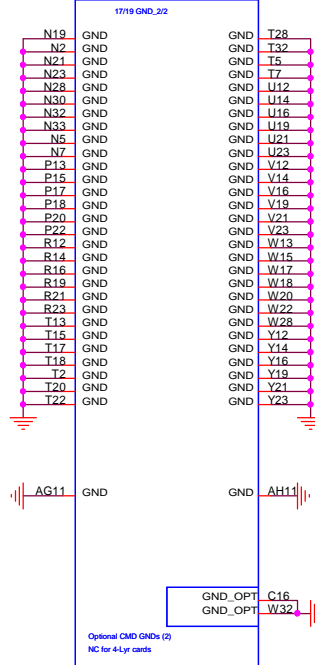 17/19 GND_2/2
N19 GND GND T28
N2 GND GND T32
N21 GND GND T5
N23 GND GND T7
N28 GND GND U12
N30 GND GND U14
N32 GND GND U16
N33 GND GND U19
N5 GND GND U21
N7 GND GND U23
P13 GND GND V12
P15 GND GND V14
P17 GND GND V16
P18 GND GND V19
P20 GND GND V21
P22 GND GND V23
R12 GND GND W13
R14 GND GND W15
R16 GND GND W17
R19 GND GND W18
R21 GND GND W20
R23 GND GND W22
T13 GND GND W28
T15 GND GND Y12
T17 GND GND Y14
T18 GND GND Y16
T2 GND GND Y19
T20 GND GND Y21
T22 GND GND Y23
AG11 GND GND AH11
GND_OPT C16
GND_OPT W32
Optional CMD GNDs (2)
NC for 4-Lyr cards